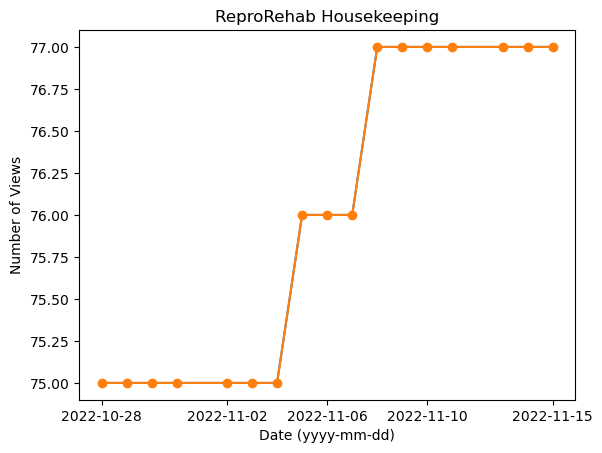 ReproRehab Housekeeping
Number of Views
77.00
76.75
76.50
76.25
76.00
75.75
75.50
75.25
75.00
2022-10-28 2022-11-02 2022-11-06 2022-11-10 2022-11-15
Date (yyyy-mm-dd)